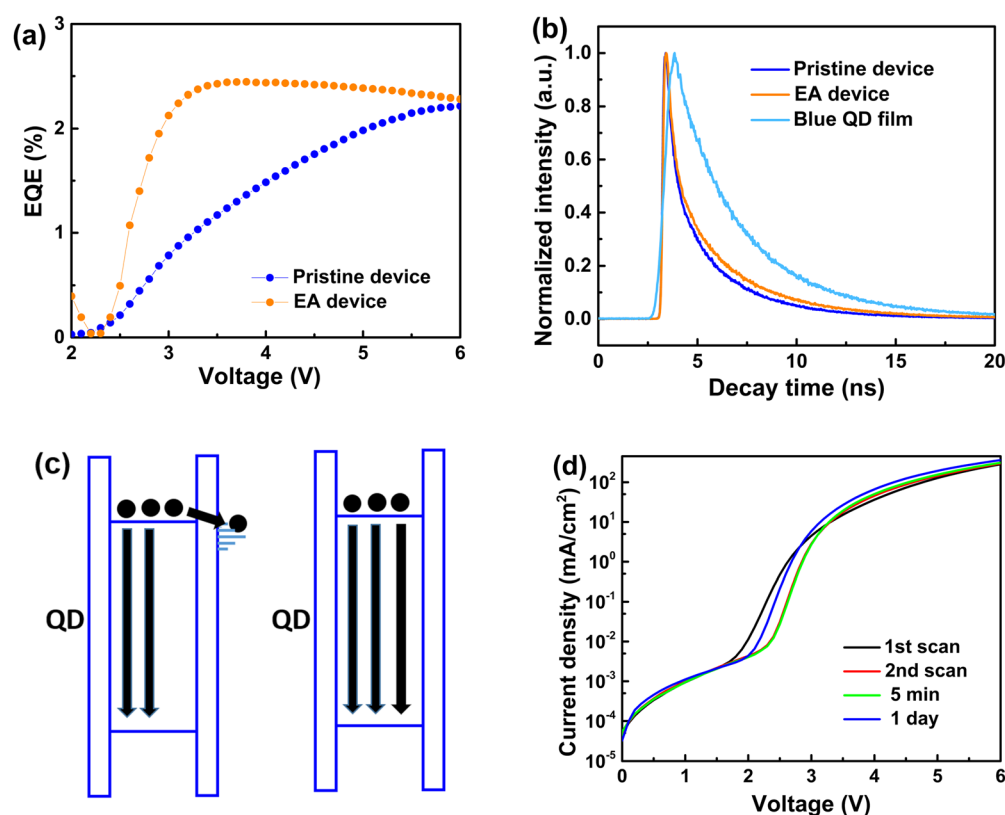 (a)
3
2
1
0
EQE (%)
Pristine device
EA device
2
3
4
5
6
Voltage (V)
(b)
1.0
0.8
0.6
0.4
0.2
0.0
Normalized intensity (a.u.)
Pristine device
EA device
Blue QD film
0
5
10
15
20
Decay time (ns)
(c)
QD
QD
(d)
10²
10¹
10⁰
10⁻¹
10⁻²
10⁻³
10⁻⁴
10⁻⁵
Current density (mA/cm²)
1st scan
2nd scan
5 min
1 day
0
1
2
3
4
5
6
Voltage (V)